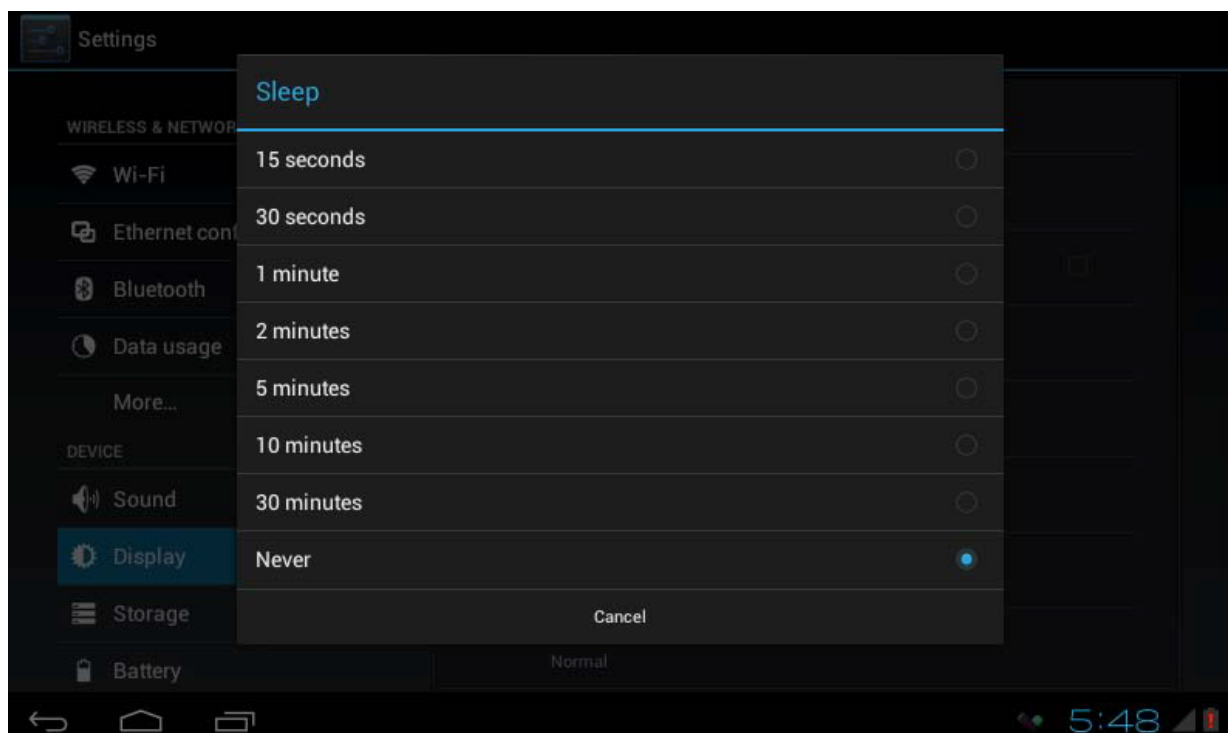 Settings
Sleep
WIRELESS & NETWOR
15 seconds
Wi-Fi
30 seconds
Ethernet conf
1 minute
Bluetooth
2 minutes
Data usage
5 minutes
More...
10 minutes
DEVICE
Sound
30 minutes
Display
Never
Storage
Cancel
Battery
Normal
5:48